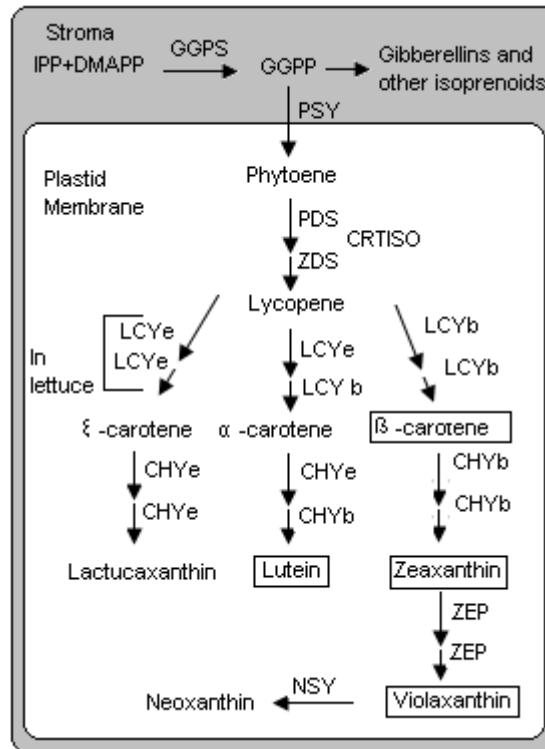 Stroma
IPP+DMAPP
GGPS
GGPP
Gibberellins and
other isoprenoids
PSY
Plastid
Membrane
Phytoene
PDS
CRTISO
ZDS
Lycopene
In
lettuce
LCYe
LCYe
LCYe
LCY b
LCYb
LCYb
ξ -carotene
α -carotene
ß -carotene
CHYe
CHYe
CHYe
CHYb
CHYb
CHYb
Lactucaxanthin
Lutein
Zeaxanthin
ZEP
ZEP
Neoxanthin
NSY
Violaxanthin